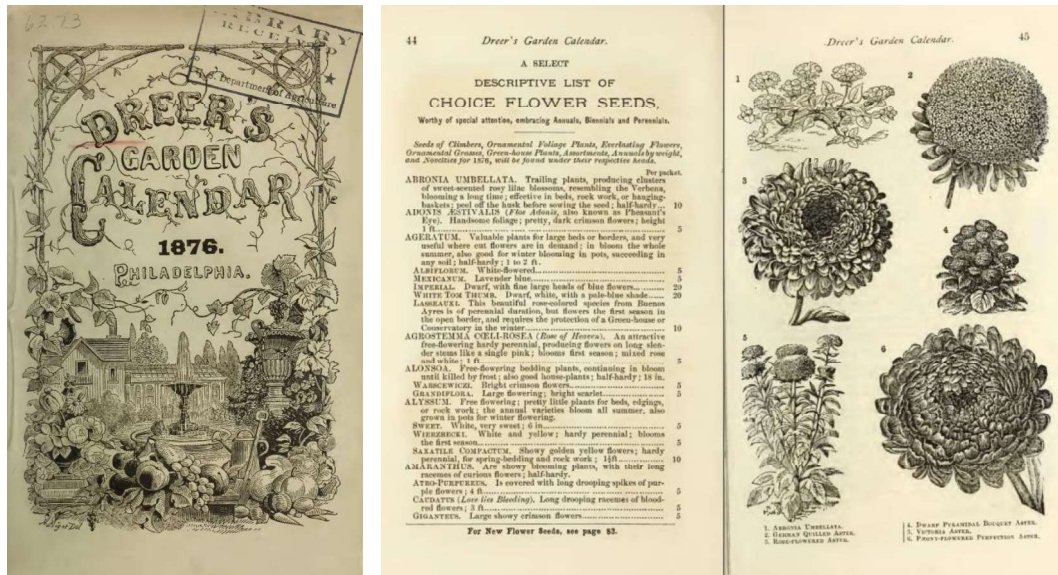 6373
LIBRARY
RECEIVED
U.S. Department of Agriculture
DREER'S
GARDEN
CALENDAR
1876.
PHILADELPHIA.
44 Dreer's Garden Calendar.
A SELECT
DESCRIPTIVE LIST OF
CHOICE FLOWER SEEDS,
Worthy of special attention, embracing Annuals, Biennials and Perennials.
Seeds of Climbers, Ornamental Foliage Plants, Everlasting Flowers,
Ornamental Grasses, Green-house Plants, Assortments, Annuals by weight,
and Novelties for 1876, will be found under their respective heads.
Per packet.
ABRONIA UMBELLATA. Trailing plants, producing clusters
of sweet-scented rosy lilac blossoms, resembling the Verbena,
blooming a long time; effective in beds, rock work, or hanging-
baskets; peel off the husk before sowing the seed; half-hardy... 10
ADONIS ÆSTIVALIS (Flos Adonis, also known as Pheasant's
Eye). Handsome foliage; pretty, dark crimson flowers; height
1 ft. 5
AGERATUM. Valuable plants for large beds or borders, and very
useful where cut flowers are in demand; in bloom the whole
summer, also good for winter blooming in pots, succeeding in
any soil; half-hardy; 1 to 2 ft.
ALBIFLORUM. White-flowered 5
MEXICANUM. Lavender blue 5
IMPERIAL. Dwarf, with fine large heads of blue flowers 20
WHITE TOM THUMB. Dwarf, white, with a pale-blue shade 20
LASSEAUXI. This beautiful rose-colored species from Buenos
Ayres is of perennial duration, but flowers the first season in
the open border, and requires the protection of a Green-house or
Conservatory in the winter 10
AGROSTEMMA CŒLI-ROSEA (Rose of Heaven). An attractive
free-flowering hardy perennial, producing flowers on long slen-
der stems like a single pink; blooms first season; mixed rose
and white; 1 ft. 5
ALONSOA. Free-flowering bedding plants, continuing in bloom
until killed by frost; also good house-plants; half-hardy; 18 in.
WARSCEWICZI. Bright crimson flowers 5
GRANDIFLORA. Large flowering; bright scarlet 5
ALYSSUM. Free flowering; pretty little plants for beds, edgings,
or rock work; the annual varieties bloom all summer, also
grown in pots for winter flowering.
SWEET. White, very sweet; 6 in. 5
WIERZBECKI. White and yellow; hardy perennial; blooms
the first season 5
SAXATILE COMPACTUM. Showy golden yellow flowers; hardy
perennial, for spring-bedding and rock work; 1½ft. 10
AMARANTHUS. Are showy blooming plants, with their long
racemes of curious flowers; half-hardy.
ATRO-PURPUREUS. Is covered with long drooping spikes of pur-
ple flowers; 4 ft. 5
CAUDATUS (Love lies Bleeding). Long drooping racemes of blood-
red flowers; 3 ft. 5
GIGANTEUS. Large showy crimson flowers 5
For New Flower Seeds, see page 83.
Dreer's Garden Calendar. 45
1
2
3
4
5
6
1. ABRONIA UMBELLATA.
2. GERMAN QUILLED ASTER.
3. ROSE-FLOWERED ASTER.
4. DWARF PYRAMIDAL BOUQUET ASTER.
5. VICTORIA ASTER.
6. PEONY-FLOWERED PERFECTION ASTER.